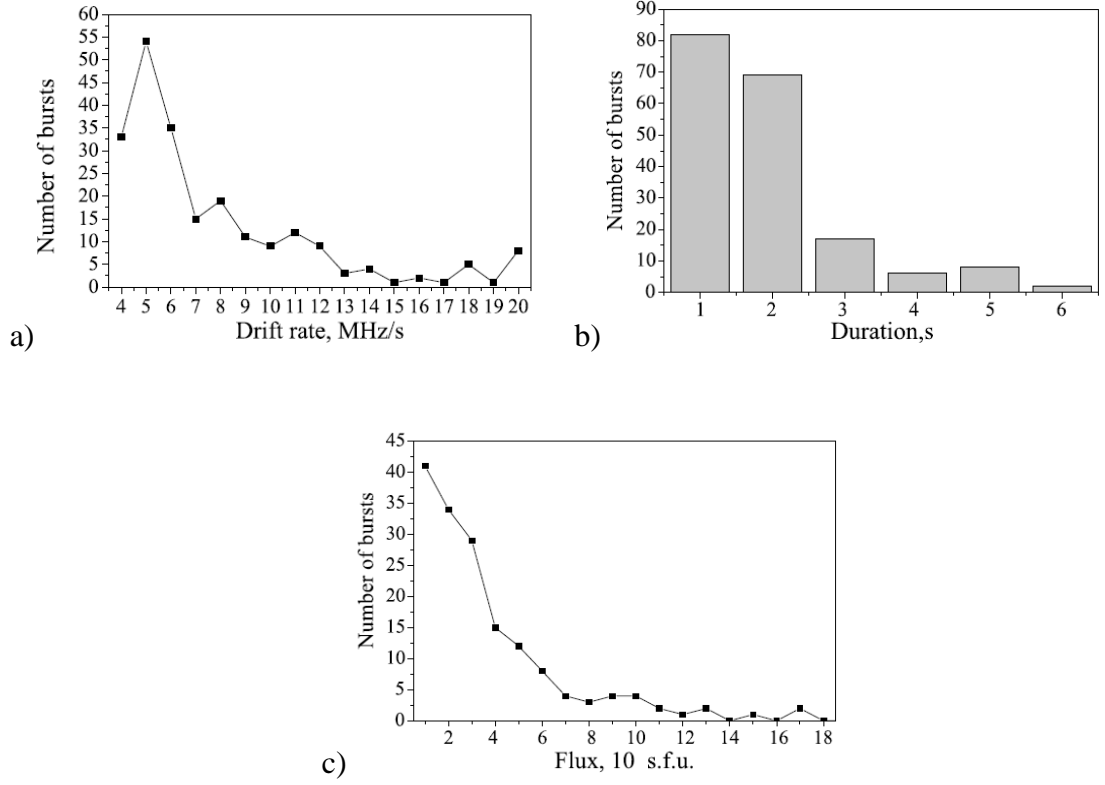 60
55
50
45
40
35
30
25
20
15
10
5
0
Number of bursts
4 5 6 7 8 9 10 11 12 13 14 15 16 17 18 19 20
Drift rate, MHz/s
a)
90
80
70
60
50
40
30
20
10
0
Number of bursts
1 2 3 4 5 6
Duration,s
b)
45
40
35
30
25
20
15
10
5
0
Number of bursts
2 4 6 8 10 12 14 16 18
Flux, 10 s.f.u.
c)